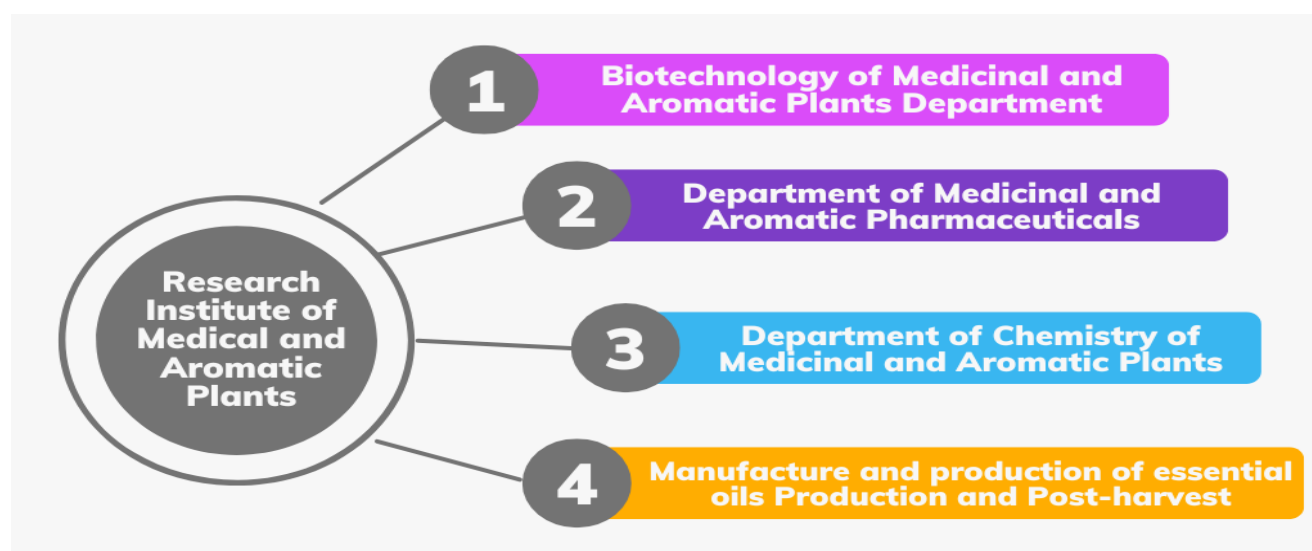 Research
Institute of
Medical and
Aromatic
Plants
1
Biotechnology of Medicinal and
Aromatic Plants Department
2
Department of Medicinal and
Aromatic Pharmaceuticals
3
Department of Chemistry of
Medicinal and Aromatic Plants
4
Manufacture and production of essential
oils Production and Post-harvest